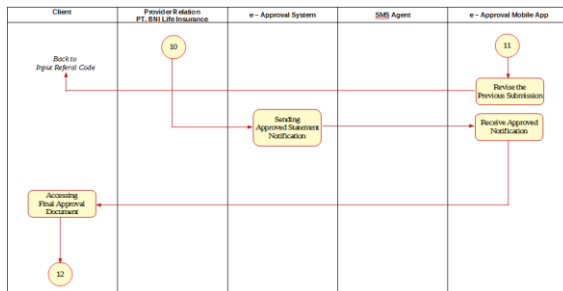 Client
Provider Relation
PT. BNI Life Insurance
e – Approval System
SMS Agent
e – Approval Mobile App
10
11
Back to
Input Referal Code
Revise the
Previous Submission
Sending
Approved Statement
Notification
Receive Approved
Notification
Accessing
Final Approval
Document
12